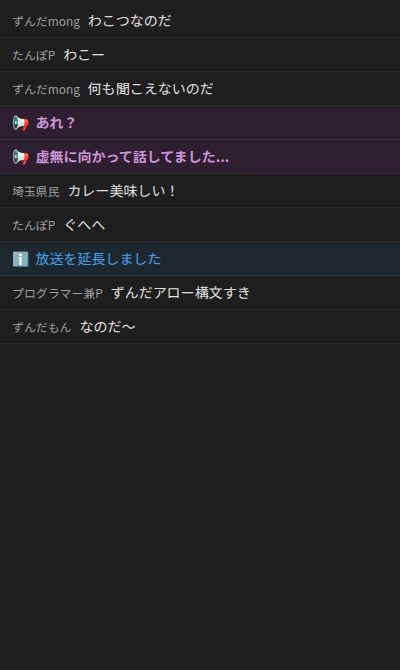 ずんだmong わこつなのだ
たんぽP わこー
ずんだmong 何も聞こえないのだ
📢 あれ？
📢 虚無に向かって話してました...
埼玉県民 カレー美味しい！
たんぽP ぐへへ
ℹ️ 放送を延長しました
プログラマー兼P ずんだアロー構文すき
ずんだもん なのだ〜